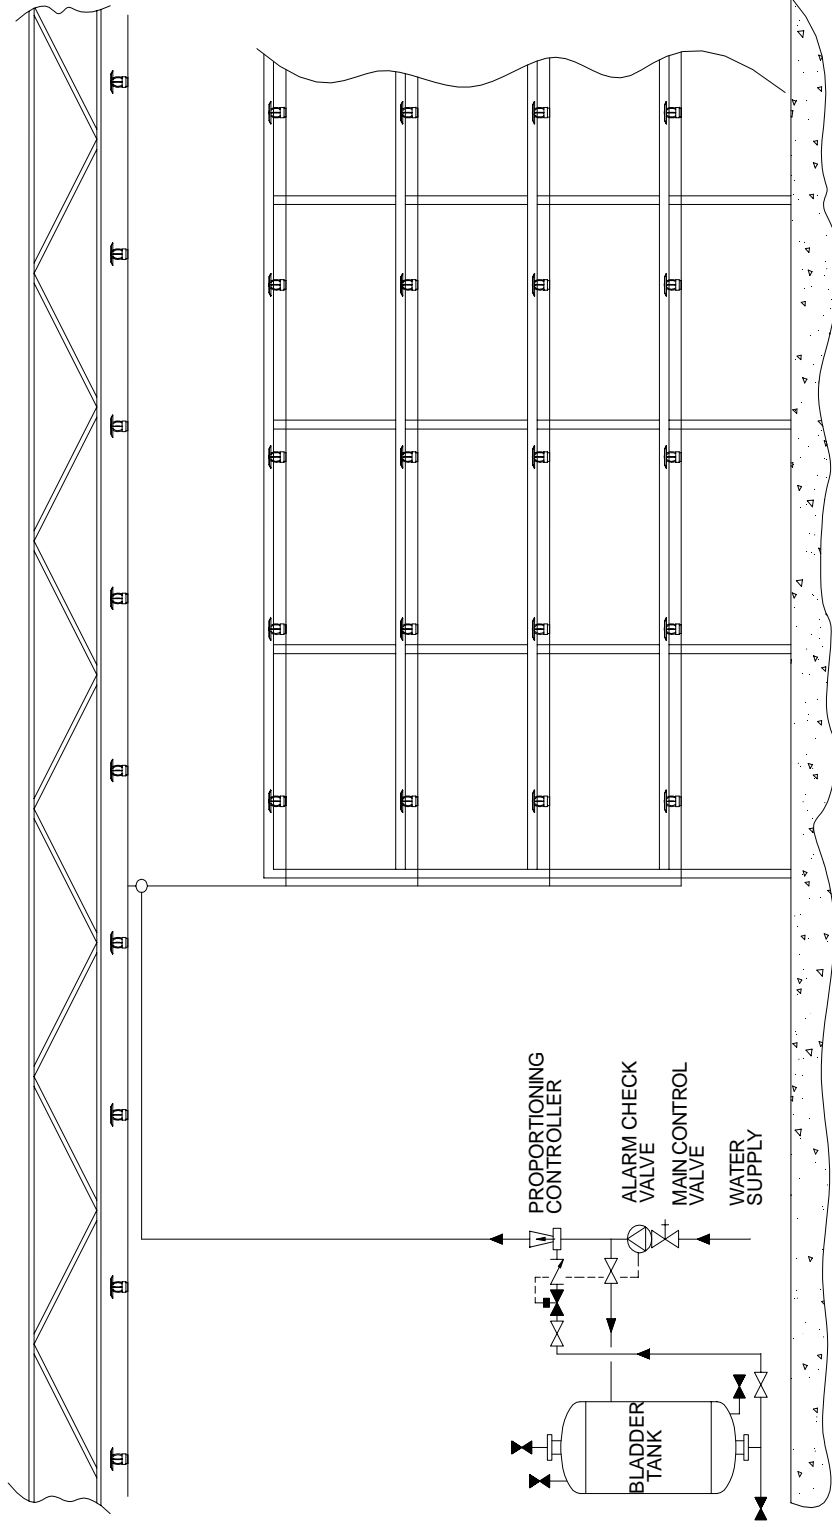 PROPORTIONING
CONTROLLER
ALARM CHECK
VALVE
MAIN CONTROL
VALVE
WATER
SUPPLY
BLADDER
TANK